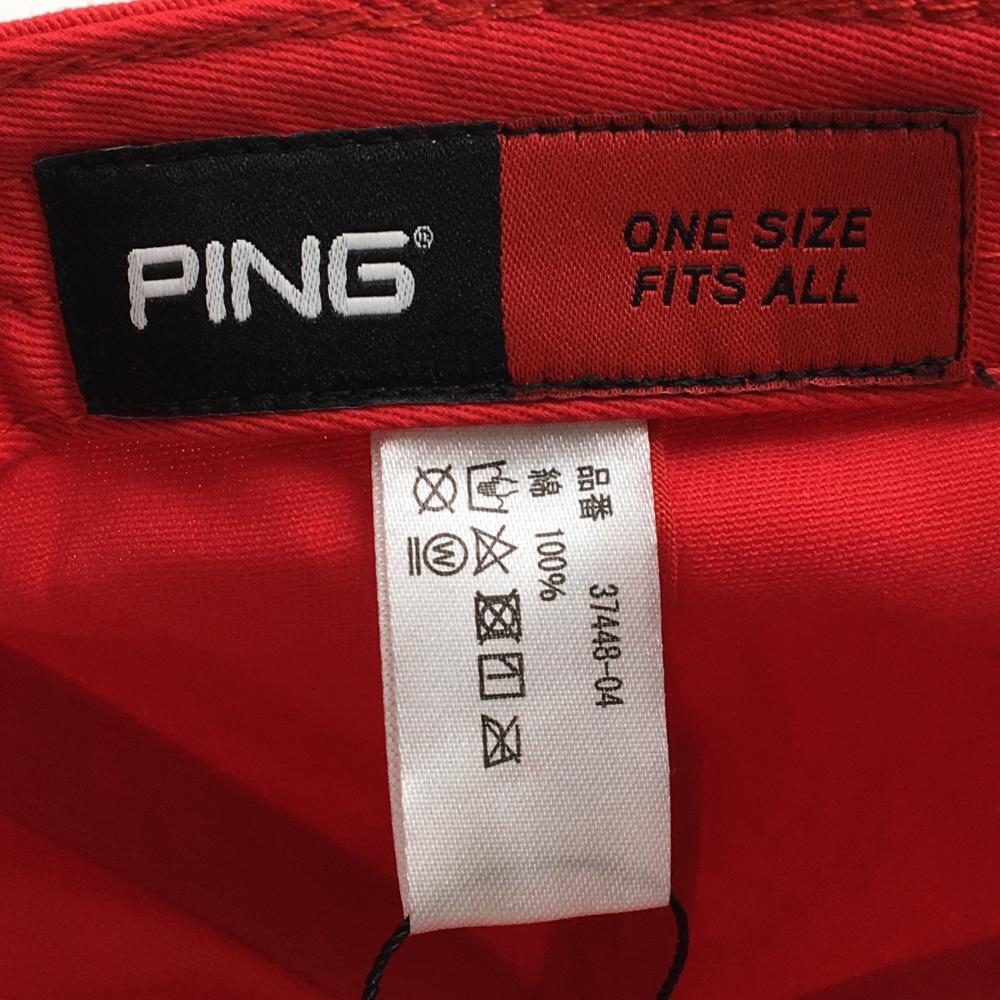 PING®
ONE SIZE
FITS ALL
品番 37448-04
綿 100%
W